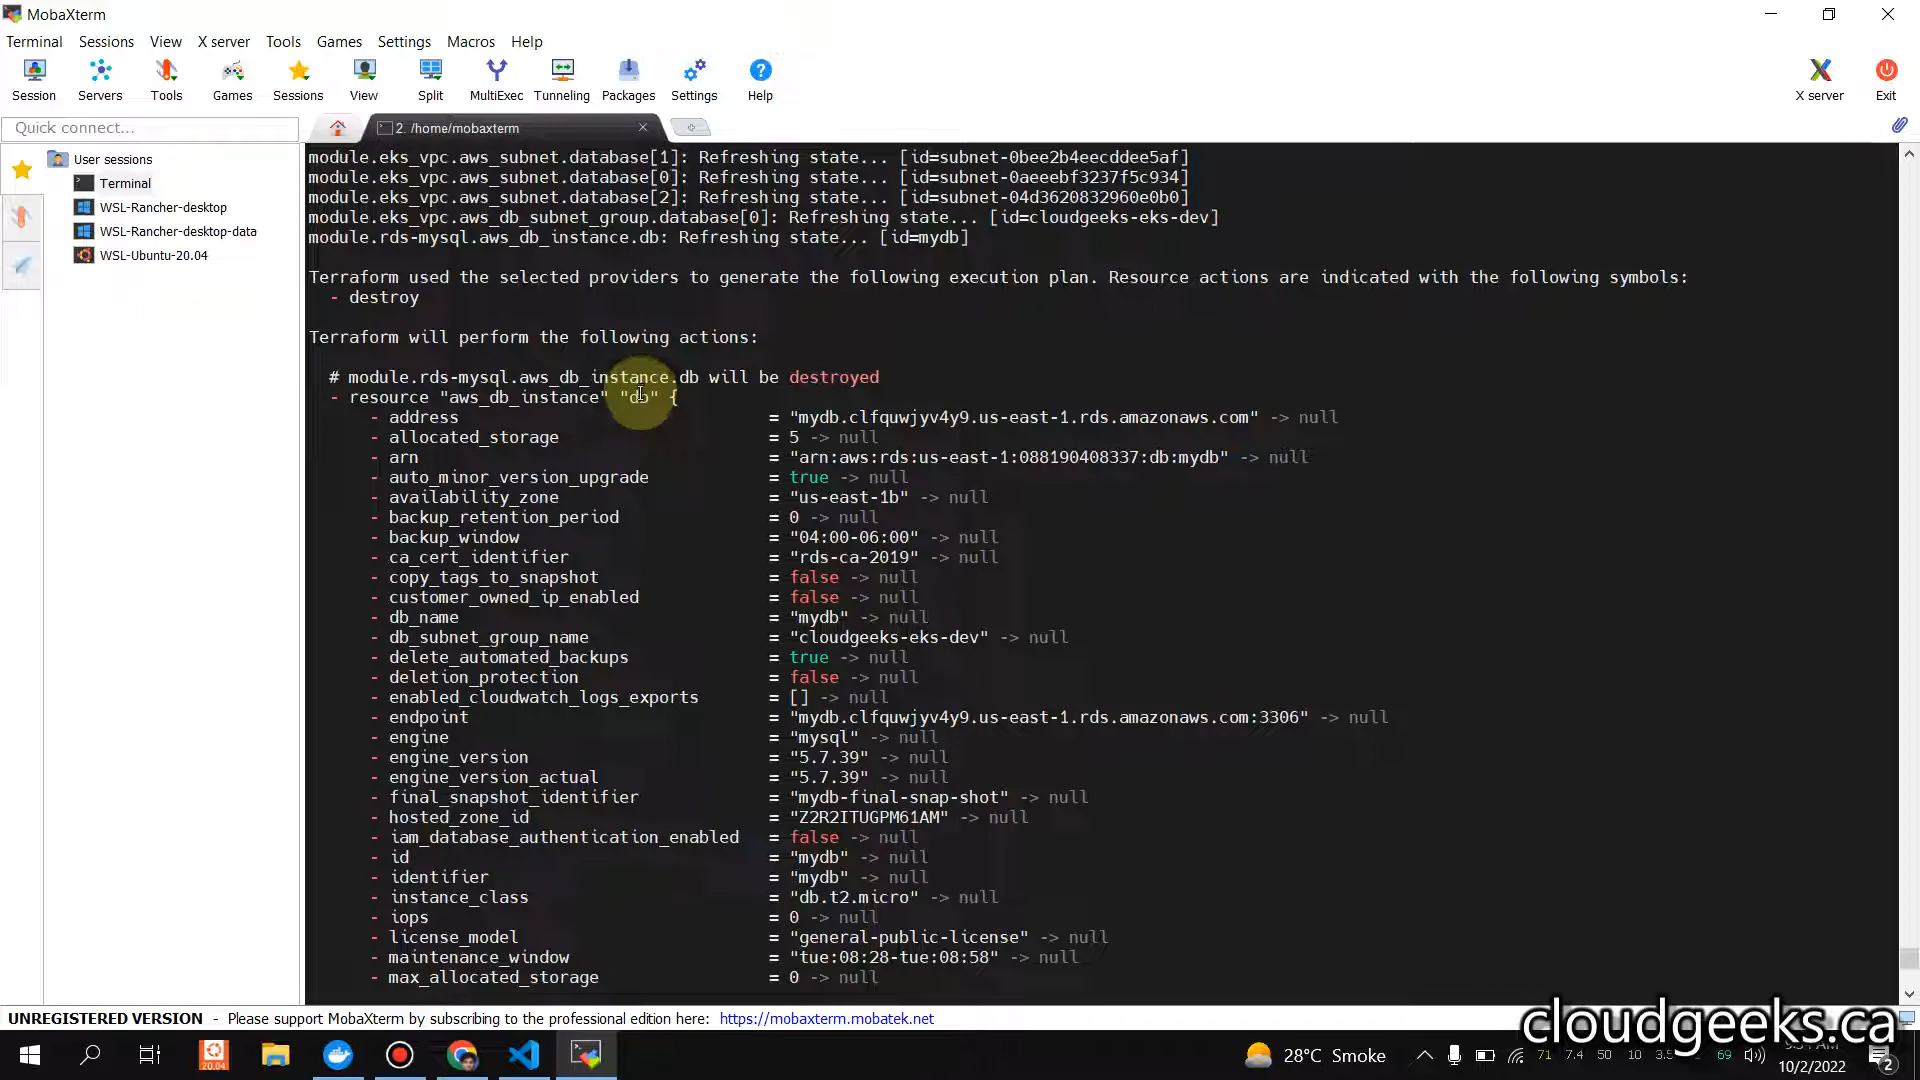 MobaXterm
Terminal Sessions View X server Tools Games Settings Macros Help
Session Servers Tools Games Sessions View Split MultiExec Tunneling Packages Settings Help X server Exit
Quick connect...
2. /home/mobaxterm
User sessions
Terminal
WSL-Rancher-desktop
WSL-Rancher-desktop-data
WSL-Ubuntu-20.04
module.eks_vpc.aws_subnet.database[1]: Refreshing state... [id=subnet-0bee2b4eecddee5af]
module.eks_vpc.aws_subnet.database[0]: Refreshing state... [id=subnet-0aeeebf3237f5c934]
module.eks_vpc.aws_subnet.database[2]: Refreshing state... [id=subnet-04d3620832960e0b0]
module.eks_vpc.aws_db_subnet_group.database[0]: Refreshing state... [id=cloudgeeks-eks-dev]
module.rds-mysql.aws_db_instance.db: Refreshing state... [id=mydb]
Terraform used the selected providers to generate the following execution plan. Resource actions are indicated with the following symbols:
- destroy
Terraform will perform the following actions:
# module.rds-mysql.aws_db_instance.db will be destroyed
- resource "aws_db_instance" "db" {
- address = "mydb.clfquwjyv4y9.us-east-1.rds.amazonaws.com" -> null
- allocated_storage = 5 -> null
- arn = "arn:aws:rds:us-east-1:088190408337:db:mydb" -> null
- auto_minor_version_upgrade = true -> null
- availability_zone = "us-east-1b" -> null
- backup_retention_period = 0 -> null
- backup_window = "04:00-06:00" -> null
- ca_cert_identifier = "rds-ca-2019" -> null
- copy_tags_to_snapshot = false -> null
- customer_owned_ip_enabled = false -> null
- db_name = "mydb" -> null
- db_subnet_group_name = "cloudgeeks-eks-dev" -> null
- delete_automated_backups = true -> null
- deletion_protection = false -> null
- enabled_cloudwatch_logs_exports = [] -> null
- endpoint = "mydb.clfquwjyv4y9.us-east-1.rds.amazonaws.com:3306" -> null
- engine = "mysql" -> null
- engine_version = "5.7.39" -> null
- engine_version_actual = "5.7.39" -> null
- final_snapshot_identifier = "mydb-final-snap-shot" -> null
- hosted_zone_id = "Z2R2ITUGPM61AM" -> null
- iam_database_authentication_enabled = false -> null
- id = "mydb" -> null
- identifier = "mydb" -> null
- instance_class = "db.t2.micro" -> null
- iops = 0 -> null
- license_model = "general-public-license" -> null
- maintenance_window = "tue:08:28-tue:08:58" -> null
- max_allocated_storage = 0 -> null
UNREGISTERED VERSION - Please support MobaXterm by subscribing to the professional edition here: https://mobaxterm.mobatek.net
cloudgeeks.ca
20.04
28°C Smoke
71 7.4 50 10 69
10/2/2022
2